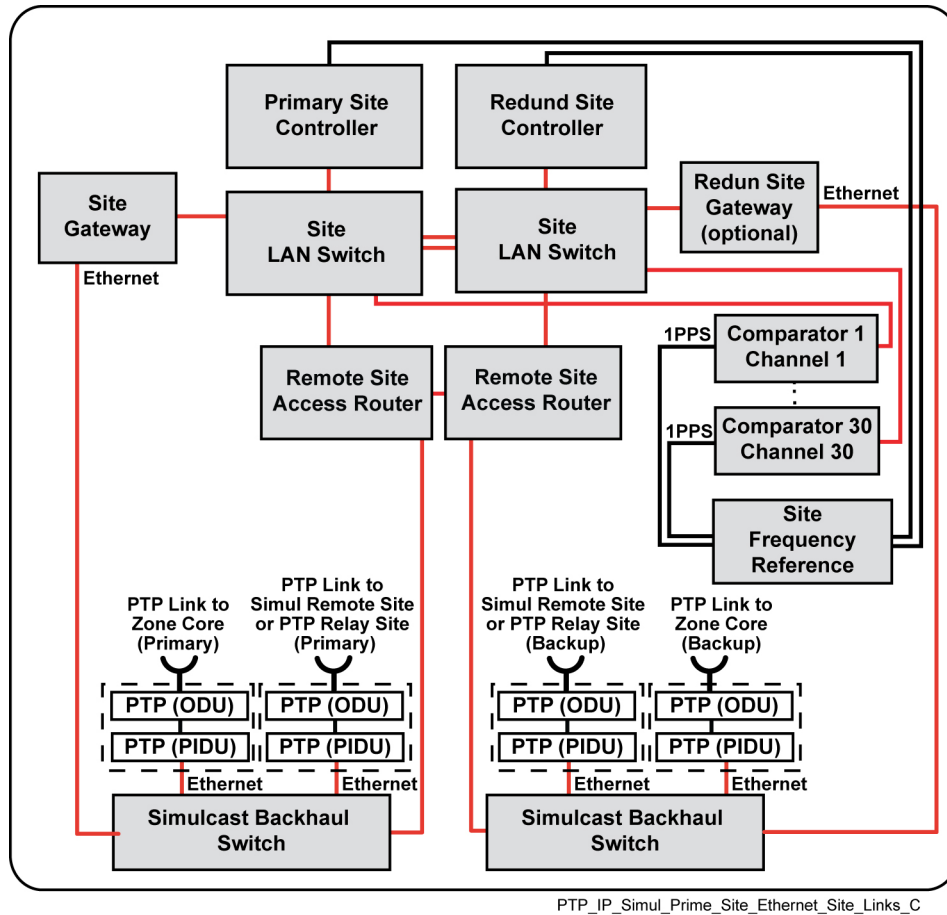 Primary Site
Controller
Redund Site
Controller
Site
Gateway
Ethernet
Site
LAN Switch
Site
LAN Switch
Redun Site
Gateway
(optional)
Ethernet
Remote Site
Access Router
Remote Site
Access Router
1PPS
Comparator 1
Channel 1
1PPS
Comparator 30
Channel 30
Site
Frequency
Reference
PTP Link to
Zone Core
(Primary)
PTP Link to
Simul Remote Site
or PTP Relay Site
(Primary)
PTP Link to
Simul Remote Site
or PTP Relay Site
(Backup)
PTP Link to
Zone Core
(Backup)
PTP (ODU)
PTP (PIDU)
Ethernet
PTP (ODU)
PTP (PIDU)
Ethernet
PTP (ODU)
PTP (PIDU)
Ethernet
PTP (ODU)
PTP (PIDU)
Ethernet
Simulcast Backhaul
Switch
Simulcast Backhaul
Switch
PTP_IP_Simul_Prime_Site_Ethernet_Site_Links_C